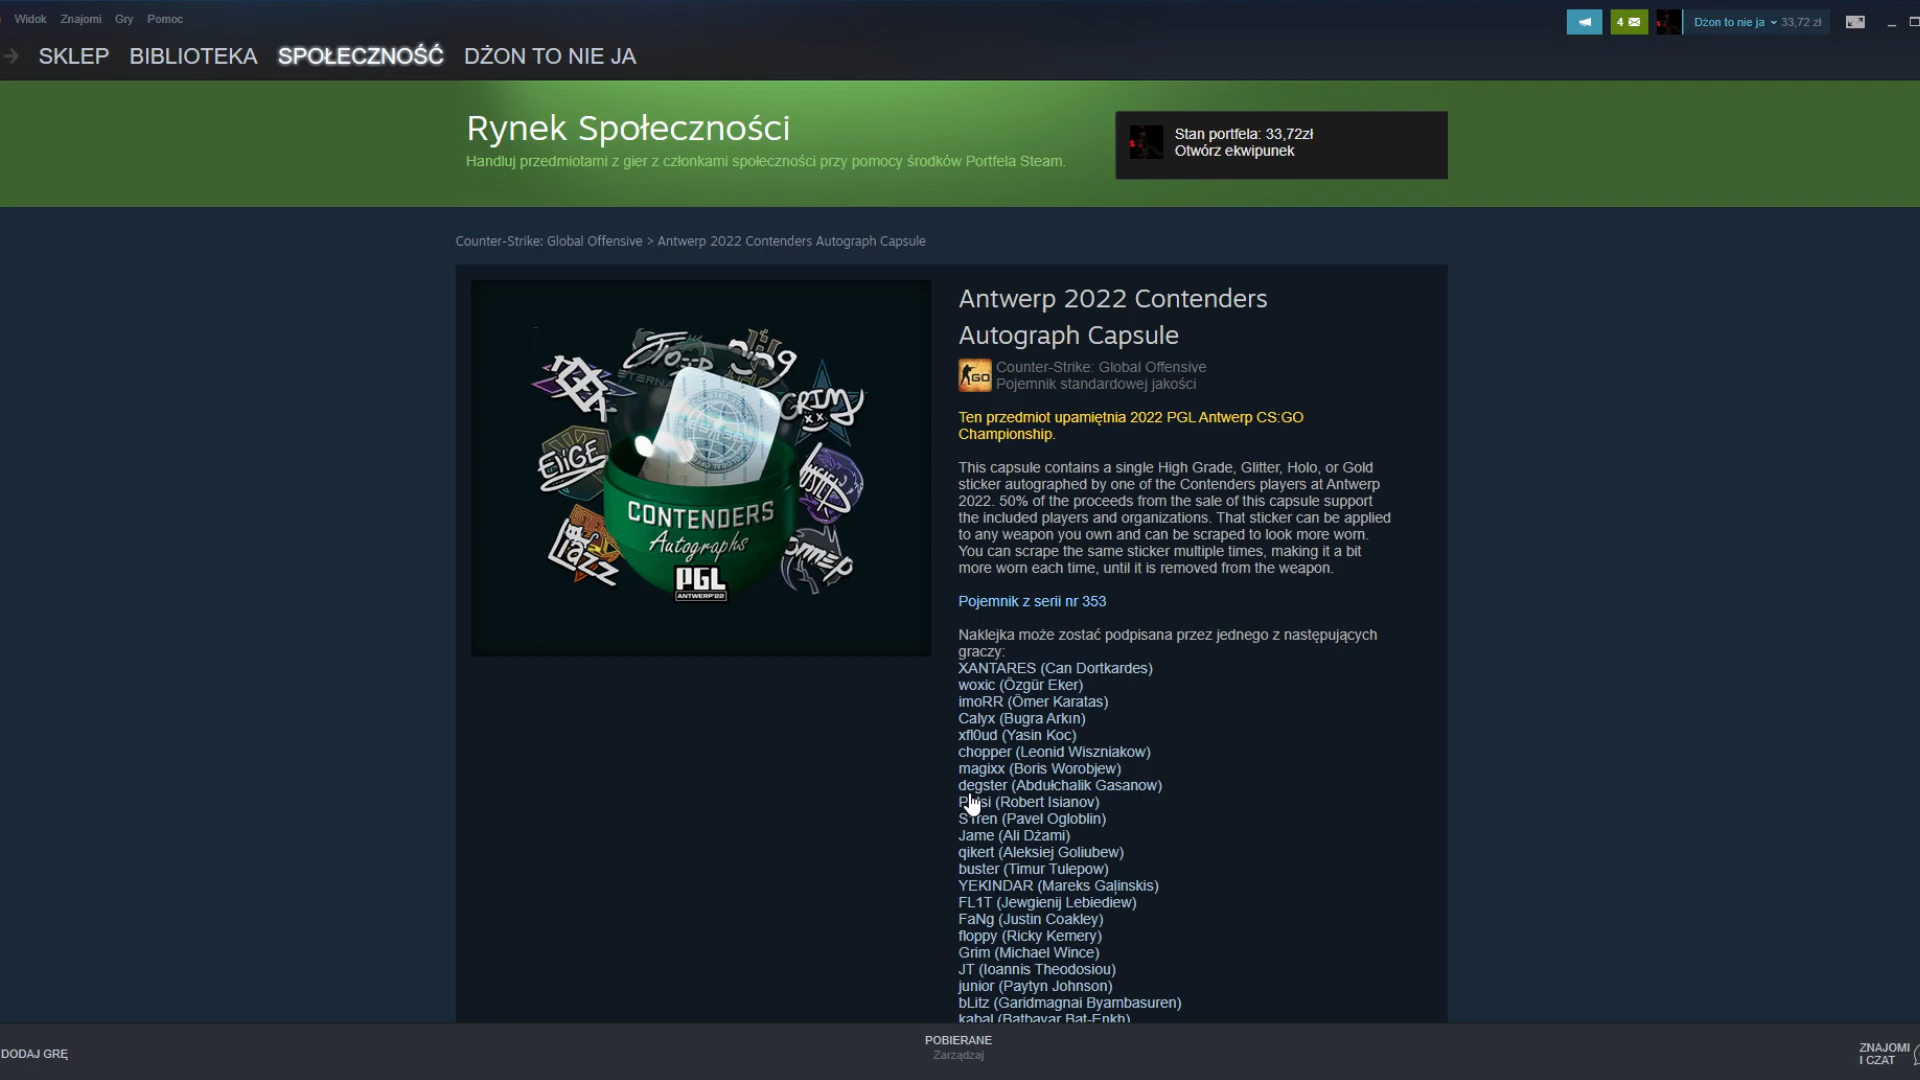 Widok Znajomi Gry Pomoc
4 Dżon to nie ja 33,72 zł
SKLEP BIBLIOTEKA SPOŁECZNOŚĆ DŻON TO NIE JA
Rynek Społeczności
Handluj przedmiotami z gier z członkami społeczności przy pomocy środków Portfela Steam.
Stan portfela: 33,72zł
Otwórz ekwipunek
Counter-Strike: Global Offensive > Antwerp 2022 Contenders Autograph Capsule
GRIM
EliGE
CONTENDERS
Autographs
PGL
ANTWERP'22
Antwerp 2022 Contenders
Autograph Capsule
GO
Counter-Strike: Global Offensive
Pojemnik standardowej jakości
Ten przedmiot upamiętnia 2022 PGL Antwerp CS:GO
Championship.
This capsule contains a single High Grade, Glitter, Holo, or Gold
sticker autographed by one of the Contenders players at Antwerp
2022. 50% of the proceeds from the sale of this capsule support
the included players and organizations. That sticker can be applied
to any weapon you own and can be scraped to look more worn.
You can scrape the same sticker multiple times, making it a bit
more worn each time, until it is removed from the weapon.
Pojemnik z serii nr 353
Naklejka może zostać podpisana przez jednego z następujących
graczy:
XANTARES (Can Dortkardes)
woxic (Özgür Eker)
imoRR (Ömer Karatas)
Calyx (Bugra Arkın)
xfl0ud (Yasin Koc)
chopper (Leonid Wiszniakow)
magixx (Boris Worobjew)
degster (Abdułchalik Gasanow)
(Robert Isianov)
(Pavel Ogloblin)
Jame (Ali Dżami)
qikert (Aleksiej Goliubew)
buster (Timur Tulepow)
YEKINDAR (Mareks Gaļinskis)
FL1T (Jewgienij Lebiediew)
FaNg (Justin Coakley)
floppy (Ricky Kemery)
Grim (Michael Wince)
JT (Ioannis Theodosiou)
junior (Paytyn Johnson)
bLitz (Garidmagnai Byambasuren)
kabal (Batbayar Bat-Enkh)
DODAJ GRĘ
POBIERANE
Zarządzaj
ZNAJOMI
I CZAT